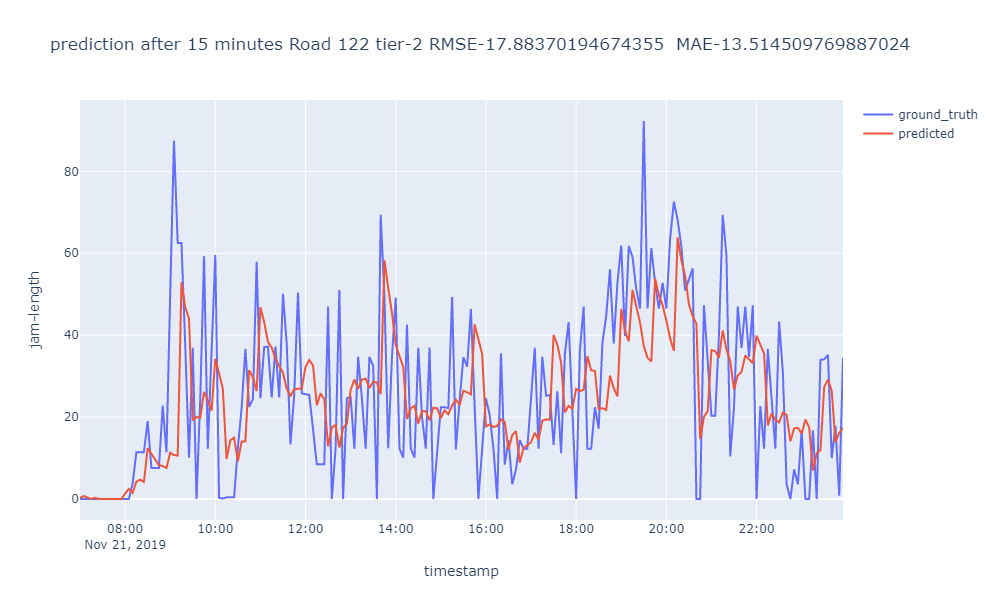 prediction after 15 minutes Road 122 tier-2 RMSE-17.88370194674355  MAE-13.514509769887024
ground_truth
predicted
80
60
40
20
0
jam-length
08:00 10:00 12:00 14:00 16:00 18:00 20:00 22:00
Nov 21, 2019
timestamp